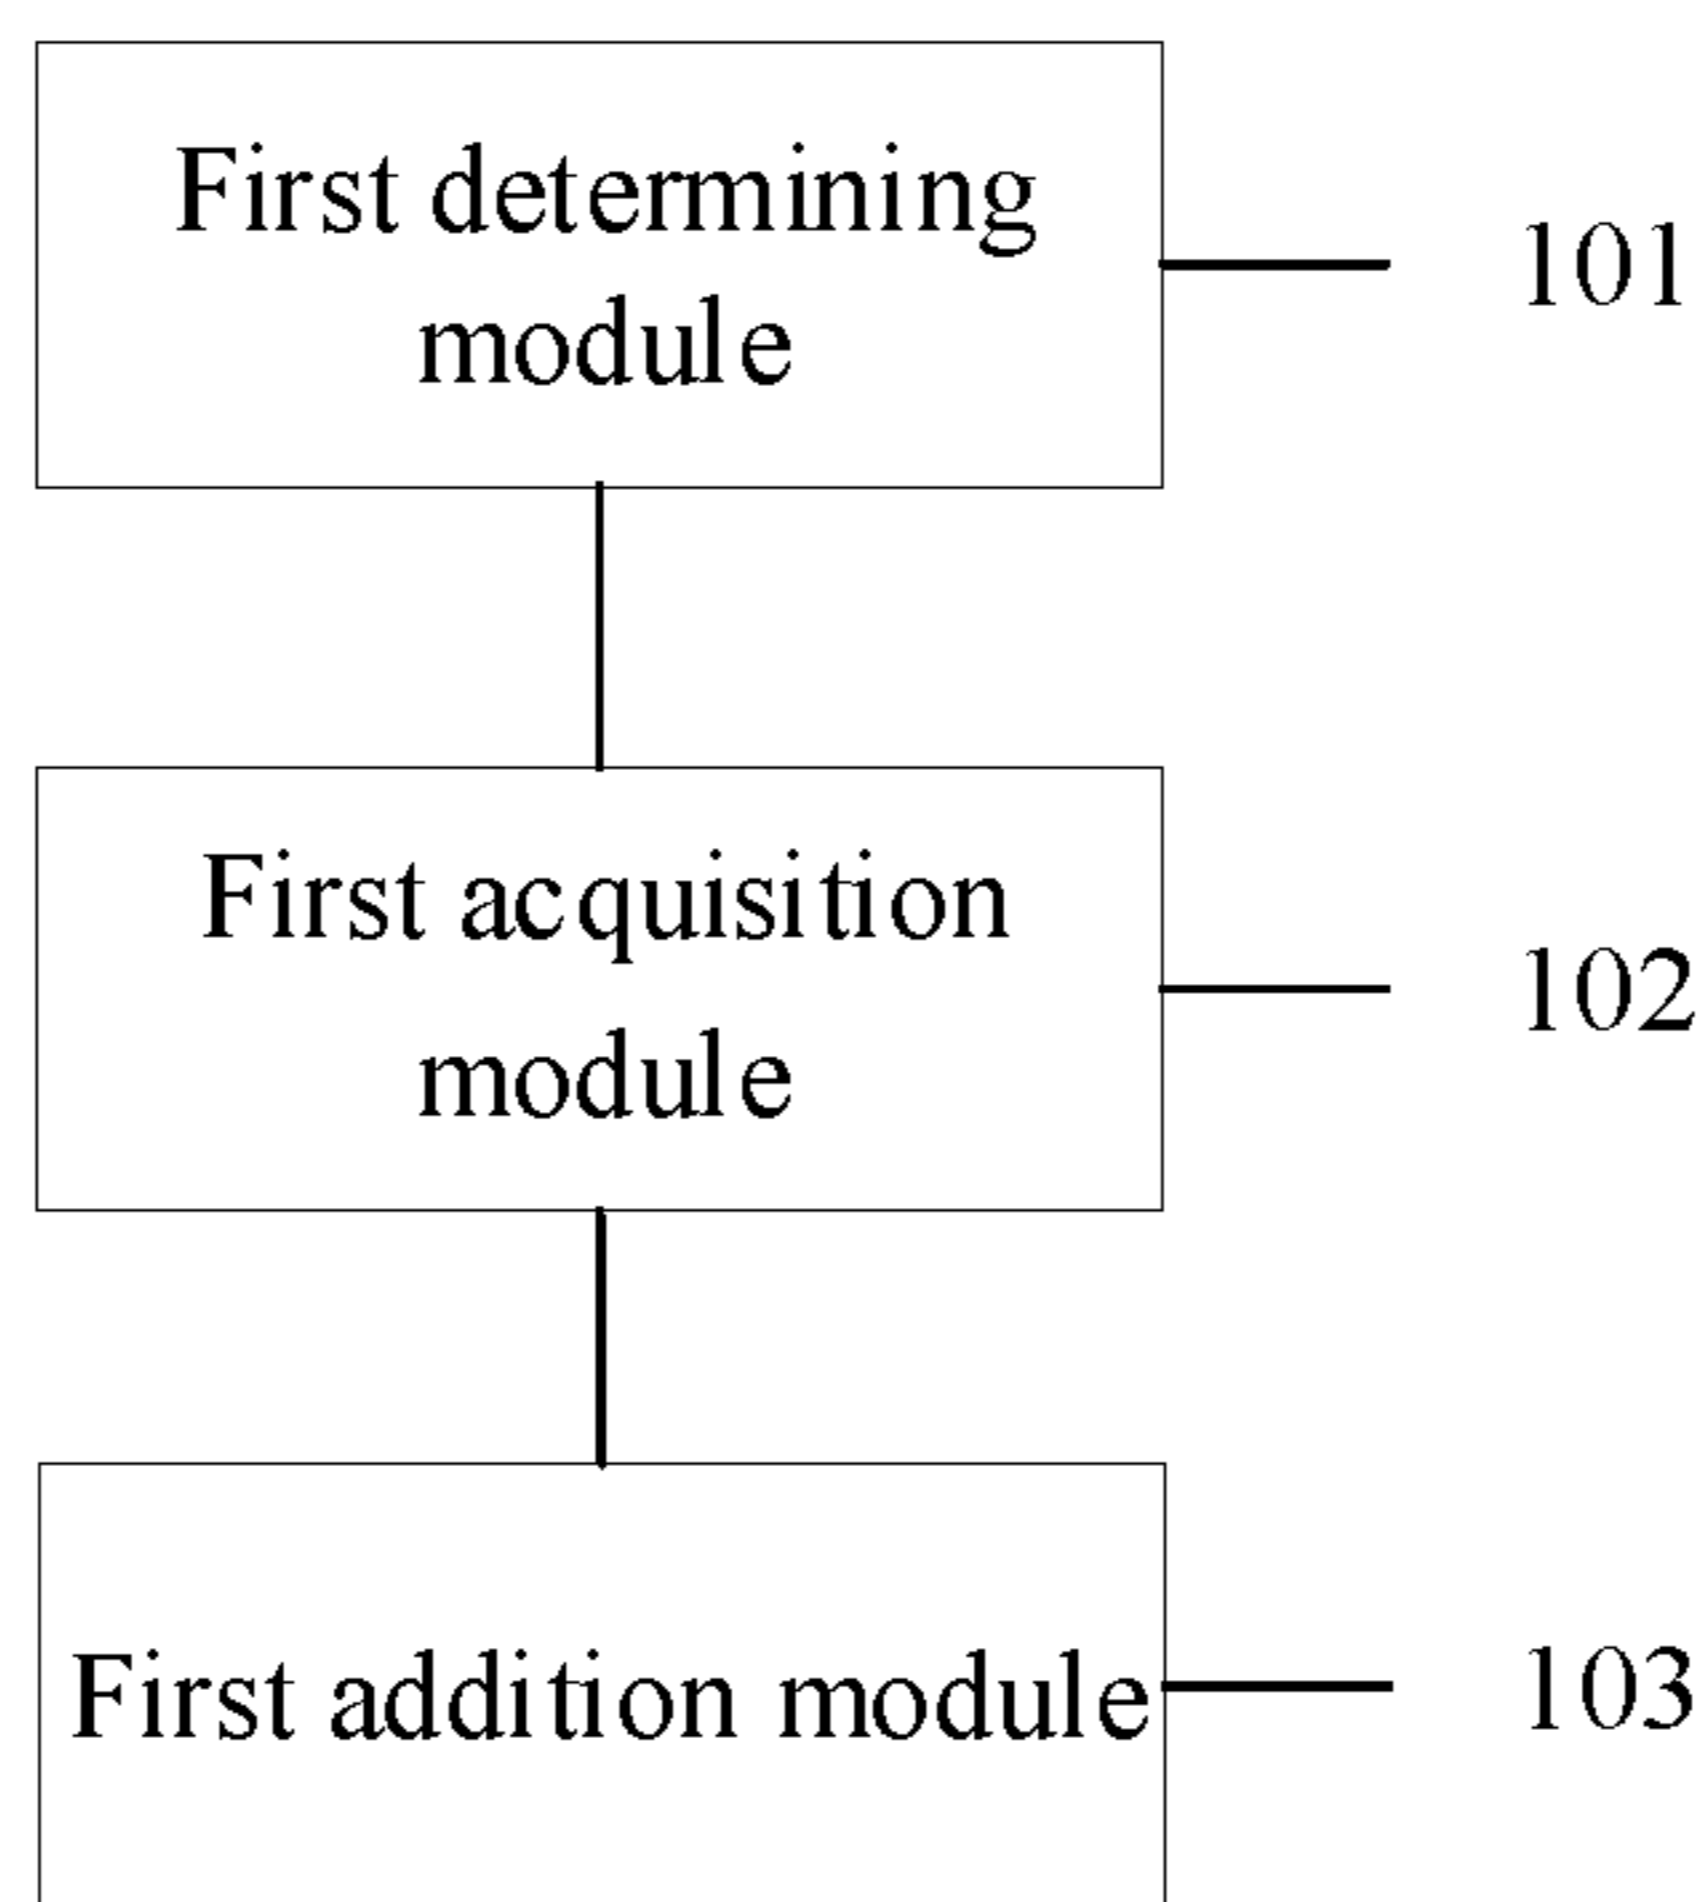 First determining
module
101
First acquisition
module
102
First addition module
103